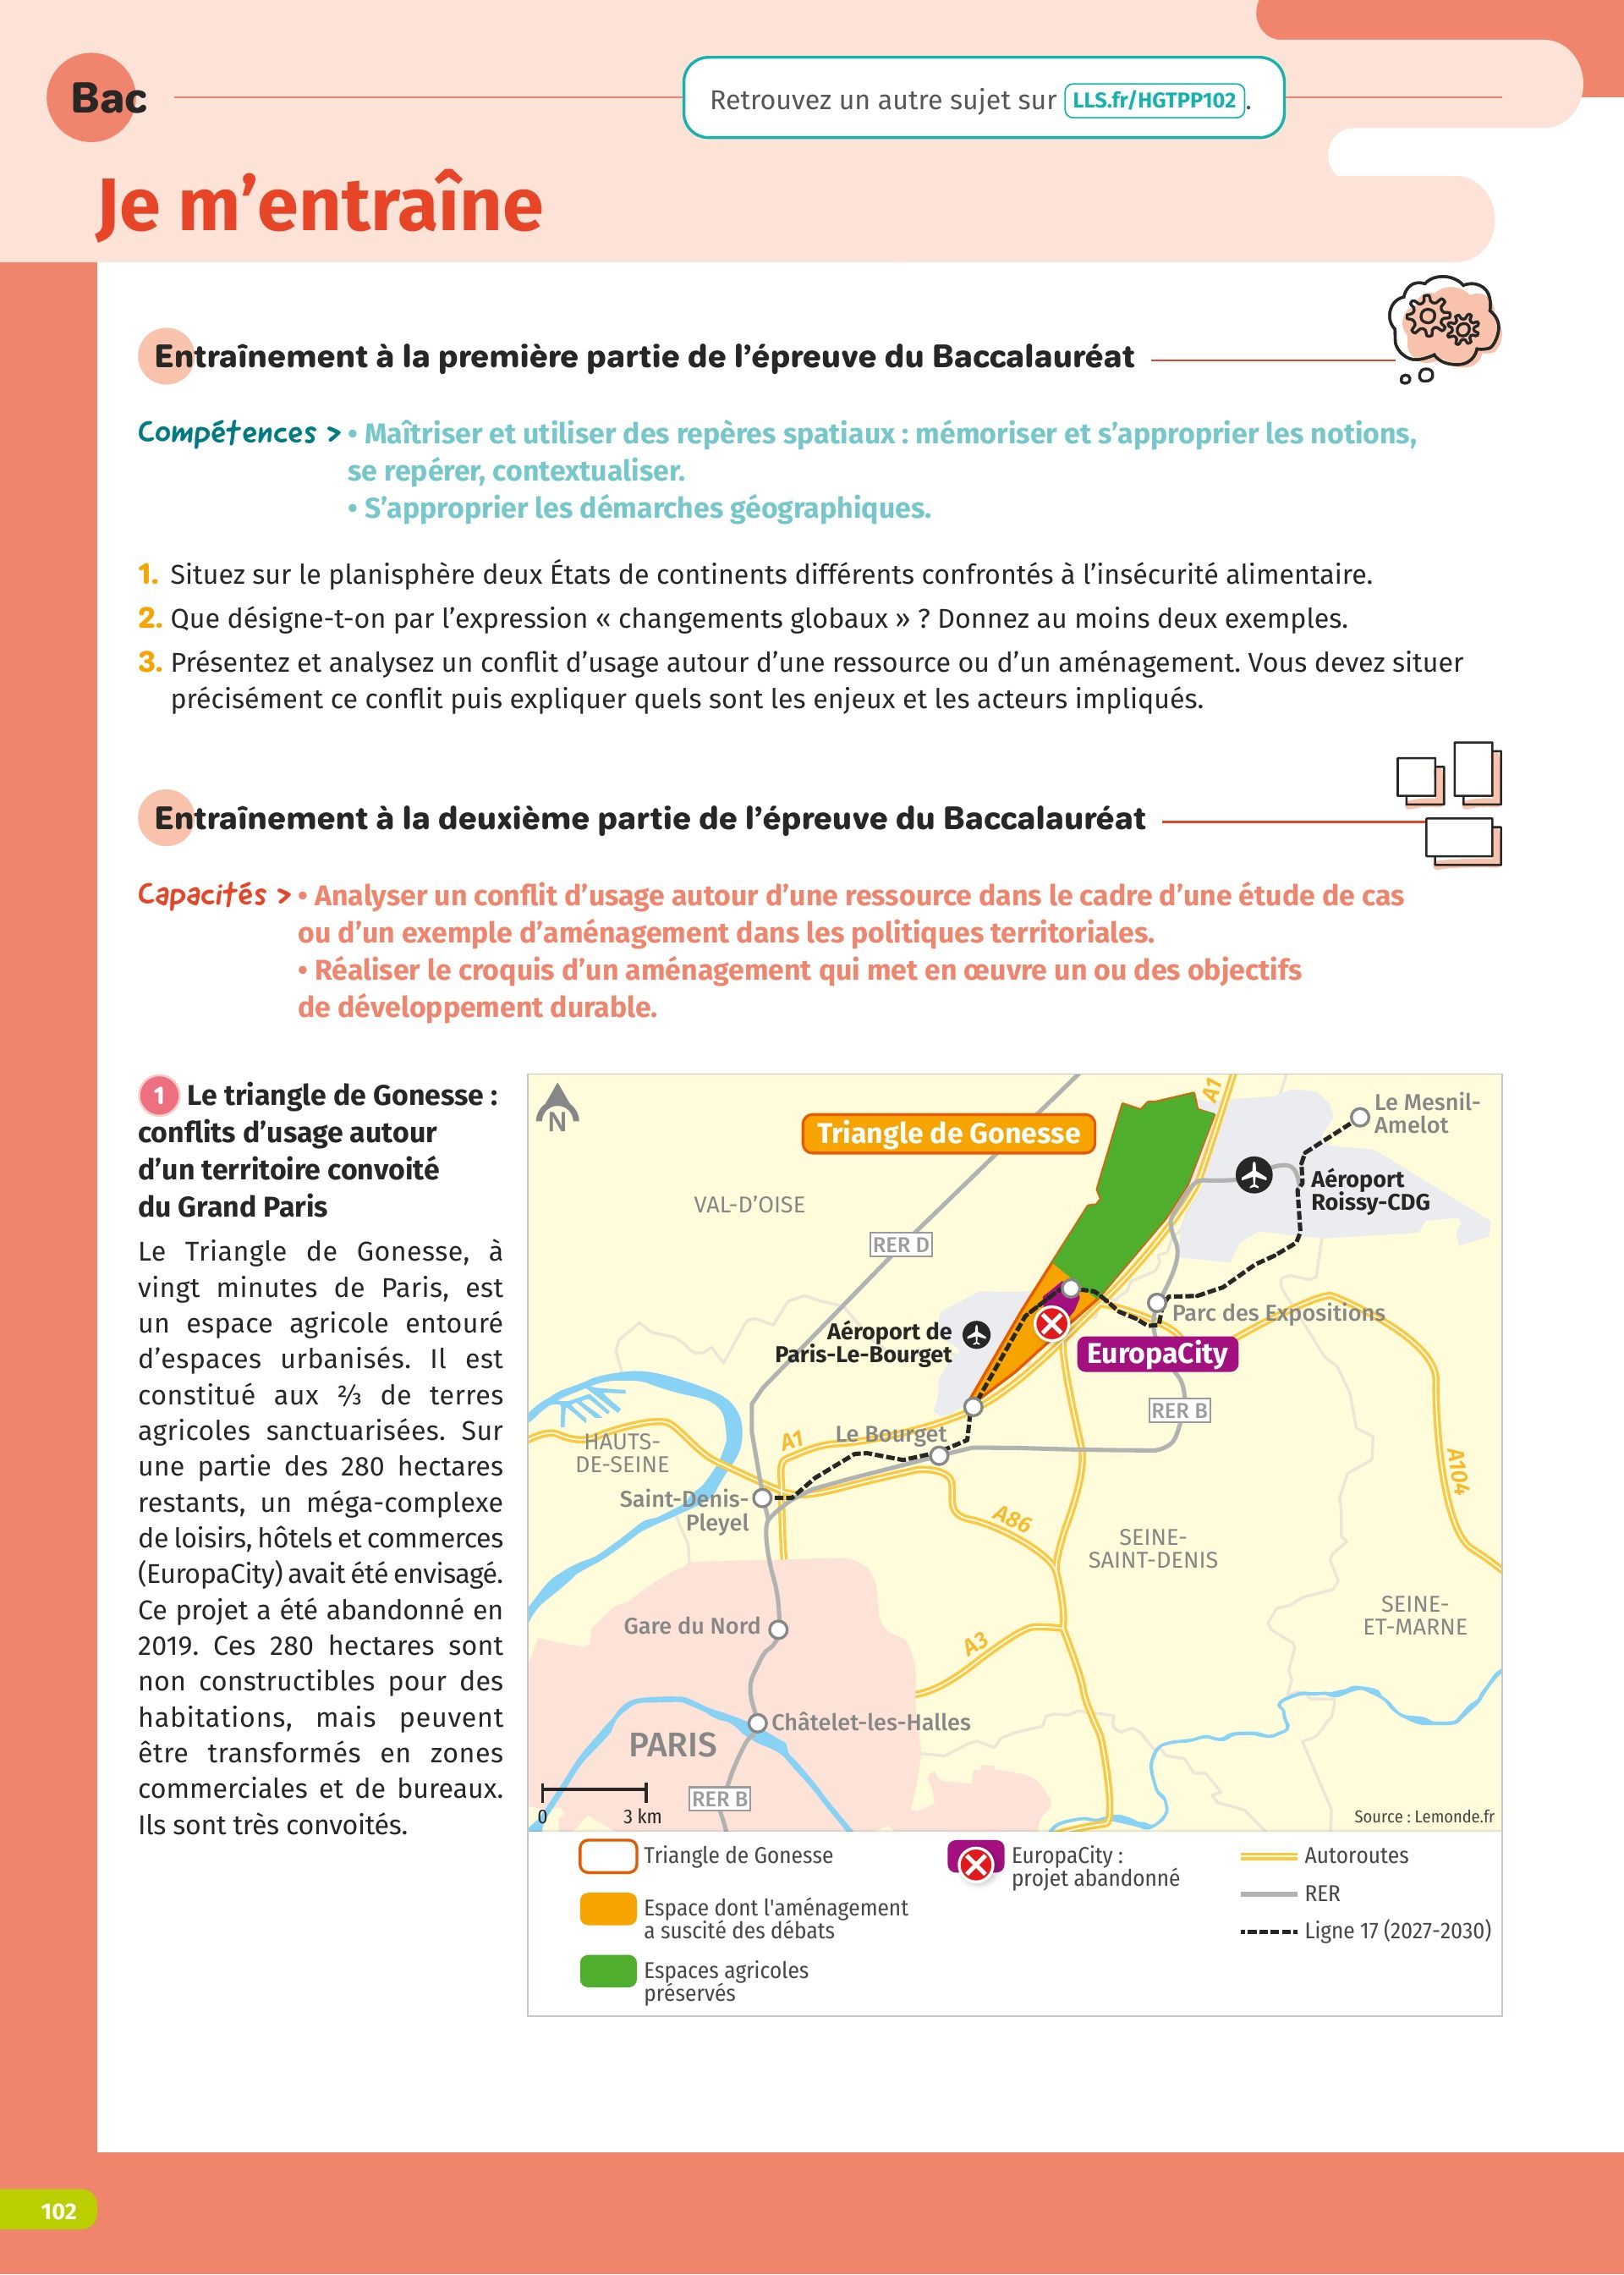 Bac
Retrouvez un autre sujet sur LLS.fr/HGTPP102.
Je m’entraîne
Entraînement à la première partie de l’épreuve du Baccalauréat
Compétences > • Maîtriser et utiliser des repères spatiaux : mémoriser et s’approprier les notions,
se repérer, contextualiser.
• S’approprier les démarches géographiques.
1. Situez sur le planisphère deux États de continents différents confrontés à l’insécurité alimentaire.
2. Que désigne-t-on par l’expression « changements globaux » ? Donnez au moins deux exemples.
3. Présentez et analysez un conflit d’usage autour d’une ressource ou d’un aménagement. Vous devez situer
précisément ce conflit puis expliquer quels sont les enjeux et les acteurs impliqués.
Entraînement à la deuxième partie de l’épreuve du Baccalauréat
Capacités > • Analyser un conflit d’usage autour d’une ressource dans le cadre d’une étude de cas
ou d’un exemple d’aménagement dans les politiques territoriales.
• Réaliser le croquis d’un aménagement qui met en œuvre un ou des objectifs
de développement durable.
1 Le triangle de Gonesse :
conflits d’usage autour
d’un territoire convoité
du Grand Paris
Le Triangle de Gonesse, à
vingt minutes de Paris, est
un espace agricole entouré
d’espaces urbanisés. Il est
constitué aux ⅔ de terres
agricoles sanctuarisées. Sur
une partie des 280 hectares
restants, un méga-complexe
de loisirs, hôtels et commerces
(EuropaCity) avait été envisagé.
Ce projet a été abandonné en
2019. Ces 280 hectares sont
non constructibles pour des
habitations, mais peuvent
être transformés en zones
commerciales et de bureaux.
Ils sont très convoités.
N
A1
Le Mesnil-
Amelot
Triangle de Gonesse
Aéroport
Roissy-CDG
VAL-D’OISE
RER D
Parc des Expositions
Aéroport de
Paris-Le-Bourget
EuropaCity
RER B
HAUTS-
DE-SEINE
A1
Le Bourget
A104
Saint-Denis-
Pleyel
A86
SEINE-
SAINT-DENIS
SEINE-
ET-MARNE
Gare du Nord
A3
Châtelet-les-Halles
PARIS
RER B
0 3 km
Source : Lemonde.fr
Triangle de Gonesse
Espace dont l'aménagement
a suscité des débats
Espaces agricoles
préservés
EuropaCity :
projet abandonné
Autoroutes
RER
Ligne 17 (2027-2030)
102